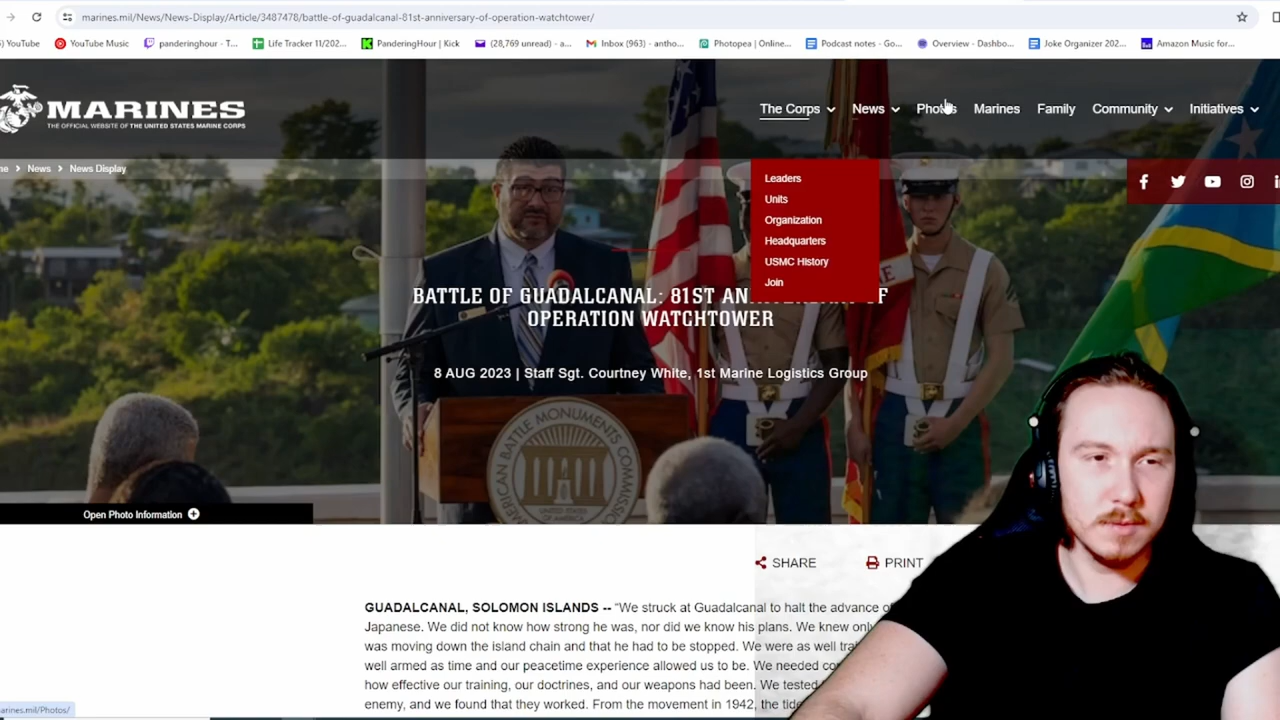 marines.mil/News/News-Display/Article/3487478/battle-of-guadalcanal-81st-anniversary-of-operation-watchtower/
YouTube YouTube Music panderinghour - T... Life Tracker 11/202... PanderingHour | Kick (28,769 unread) - a... Inbox (963) - antho... Photopea | Online... Podcast notes - Go... Overview - Dashbo... Joke Organizer 202... Amazon Music for...
MARINES
THE OFFICIAL WEBSITE OF THE UNITED STATES MARINE CORPS
The Corps News Photos Marines Family Community Initiatives
News News Display
Leaders
Units
Organization
Headquarters
USMC History
Join
BATTLE OF GUADALCANAL: 81ST OF
OPERATION WATCHTOWER
8 AUG 2023 | Staff Sgt. Courtney White, 1st Marine Logistics Group
AMERICAN BATTLE MONUMENTS COMMISSION
UNITED STATES OF AMERICA
Open Photo Information
SHARE PRINT
GUADALCANAL, SOLOMON ISLANDS -- “We struck at Guadalcanal to halt the advance
Japanese. We did not know how strong he was, nor did we know his plans. We knew only
was moving down the island chain and that he had to be stopped. We were as well
well armed as time and our peacetime experience allowed us to be. We needed
how effective our training, our doctrines, and our weapons had been. We tested
enemy, and we found that they worked. From the movement in 1942, the
arines.mil/Photos/